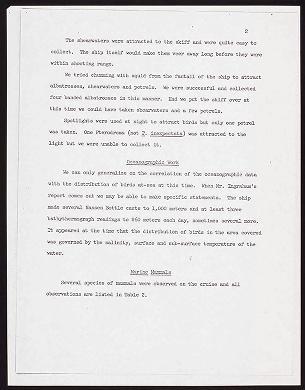 2
The shearwaters were attracted to the skiff and were quite easy to
collect. The ship itself would make them veer away long before they were
within shooting range.
We tried chumming with squid from the fantail of the ship to attract
albatrosses, shearwaters and petrels. We were successful and collected
four banded albatrosses in this manner. Had we put the skiff over at
this time we could have taken shearwaters and a few petrels.
Spotlights were used at night to attract birds but only one petrel
was taken. One Pterodroma (not P. inexpectata) was attracted to the
light but we were unable to collect it.
Oceanographic Work
We can only generalize on the correlation of the oceanographic data
with the distribution of birds at-sea at this time. When Mr. Ingraham's
report comes out we may be able to make specific statements. The ship
made several Nansen Bottle casts to 1,000 meters and at least three
bathythermograph readings to 260 meters each day, sometimes several more.
It appeared at the time that the distribution of birds in the area covered
was governed by the salinity, surface and sub-surface temperature of the
water.
Marine Mammals
Several species of mammals were observed on the cruise and all
observations are listed in Table 2.